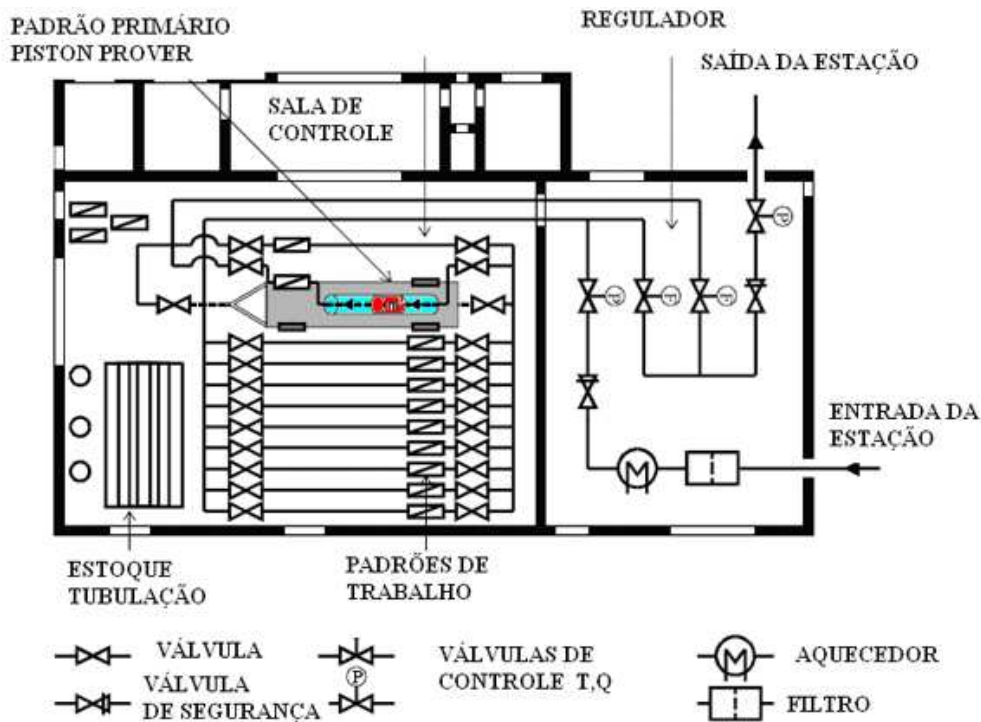 PADRÃO PRIMÁRIO
PISTON PROVER
REGULADOR
SAÍDA DA ESTAÇÃO
SALA DE
CONTROLE
P
P
F
F
ENTRADA DA
ESTAÇÃO
M
ESTOQUE
TUBULAÇÃO
PADRÕES DE
TRABALHO
VÁLVULA
VÁLVULA
DE SEGURANÇA
P
VÁLVULAS DE
CONTROLE T,Q
M
AQUECEDOR
FILTRO